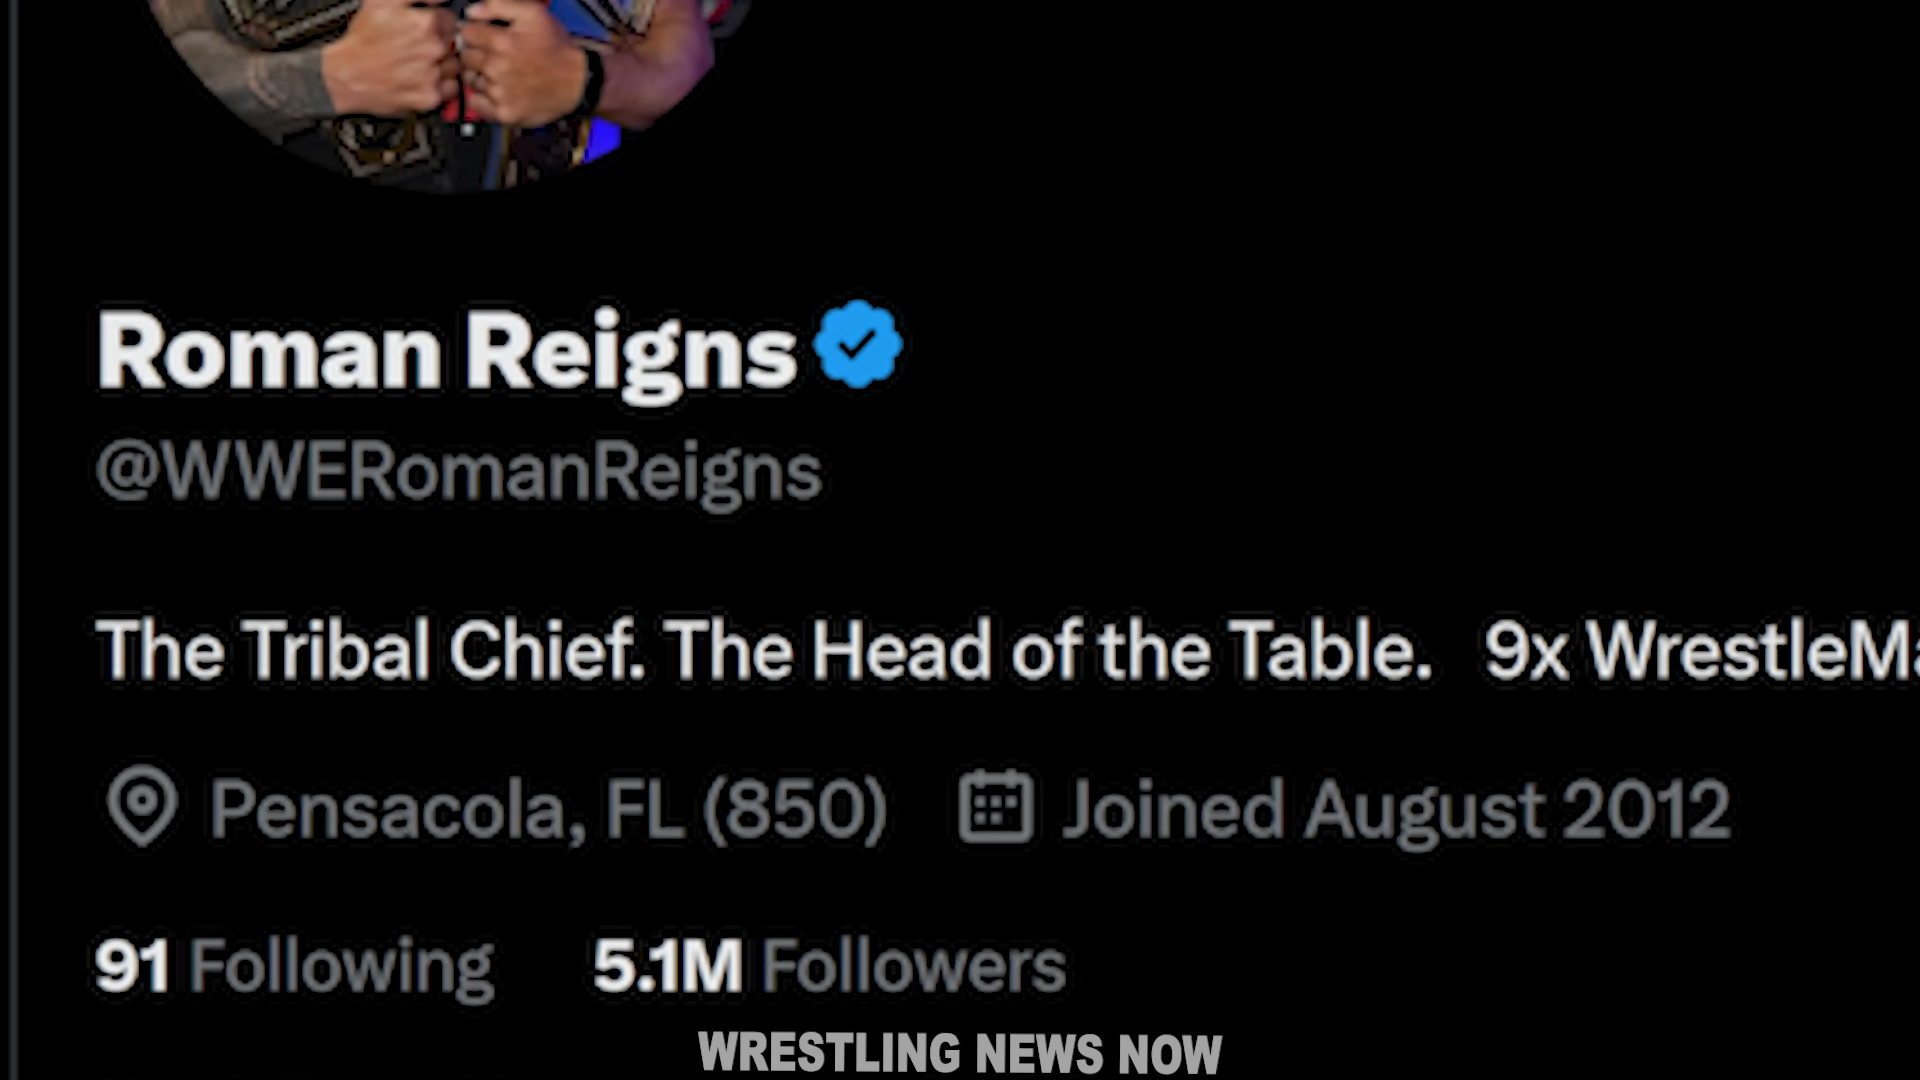 Roman Reigns
@WWERomanReigns
The Tribal Chief. The Head of the Table. 9x WrestleMa
Pensacola, FL (850) Joined August 2012
91 Following 5.1M Followers
WRESTLING NEWS NOW